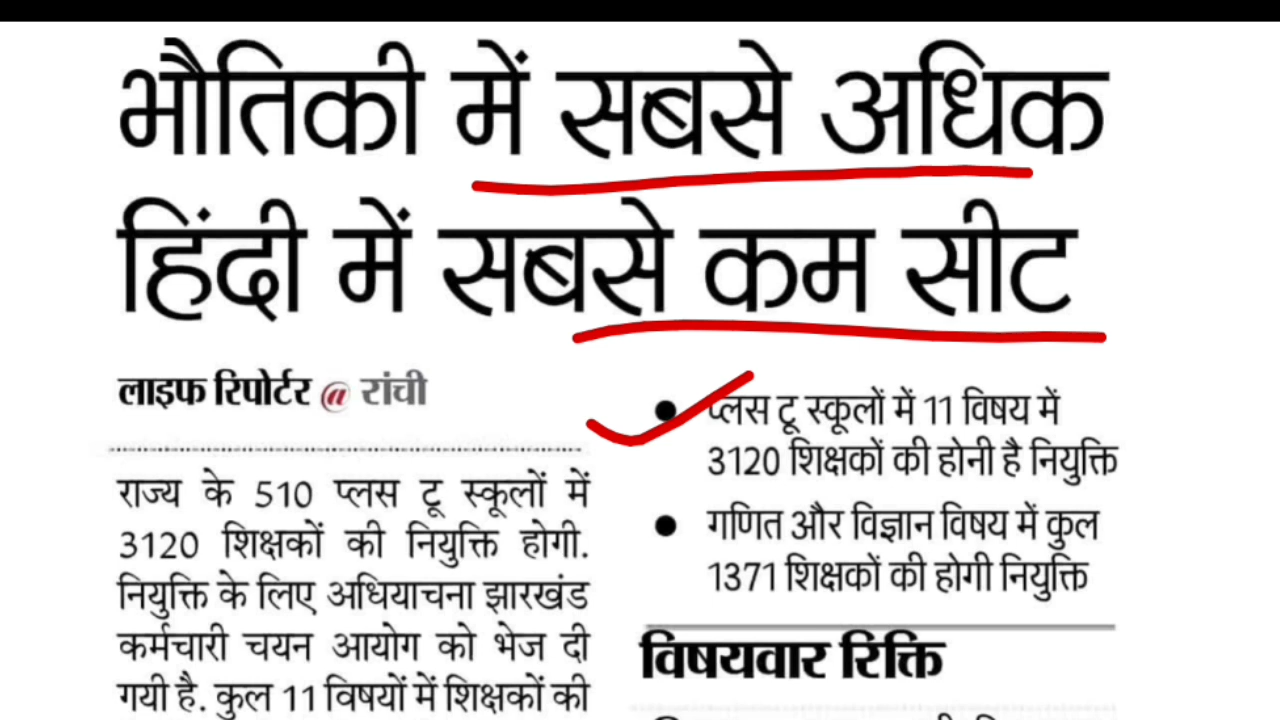 भौतिकी में सबसे अधिक
हिंदी में सबसे कम सीट
लाइफ रिपोर्टर @ रांची
राज्य के 510 प्लस टू स्कूलों में
3120 शिक्षकों की नियुक्ति होगी.
नियुक्ति के लिए अधियाचना झारखंड
कर्मचारी चयन आयोग को भेज दी
गयी है. कुल 11 विषयों में शिक्षकों की
● प्लस टू स्कूलों में 11 विषय में
3120 शिक्षकों की होनी है नियुक्ति
● गणित और विज्ञान विषय में कुल
1371 शिक्षकों की होगी नियुक्ति
विषयवार रिक्ति